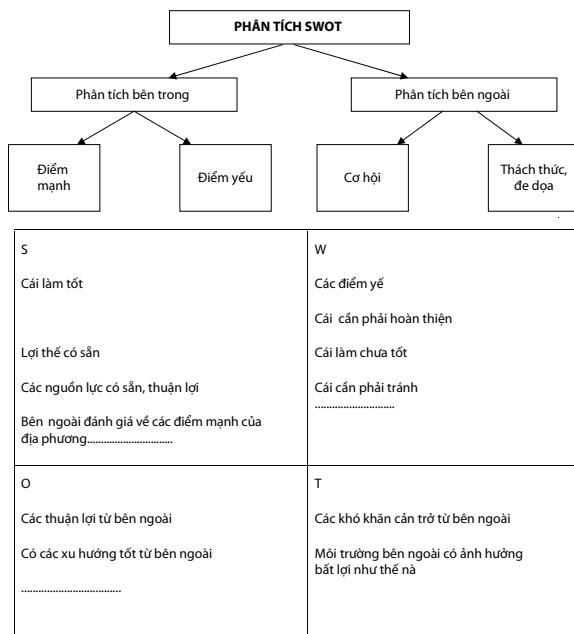 PHÂN TÍCH SWOT
Phân tích bên trong
Phân tích bên ngoài
Điểm
mạnh
Điểm yếu
Cơ hội
Thách thức,
đe dọa
S
Cái làm tốt
Lợi thế có sẵn
Các nguồn lực có sẵn, thuận lợi
Bên ngoài đánh giá về các điểm mạnh của
địa phương..............................
W
Các điểm yế
Cái cần phải hoàn thiện
Cái làm chưa tốt
Cái cần phải tránh
............................
O
Các thuận lợi từ bên ngoài
Có các xu hướng tốt từ bên ngoài
..................................
T
Các khó khăn cản trở từ bên ngoài
Môi trường bên ngoài có ảnh hưởng
bất lợi như thế nà